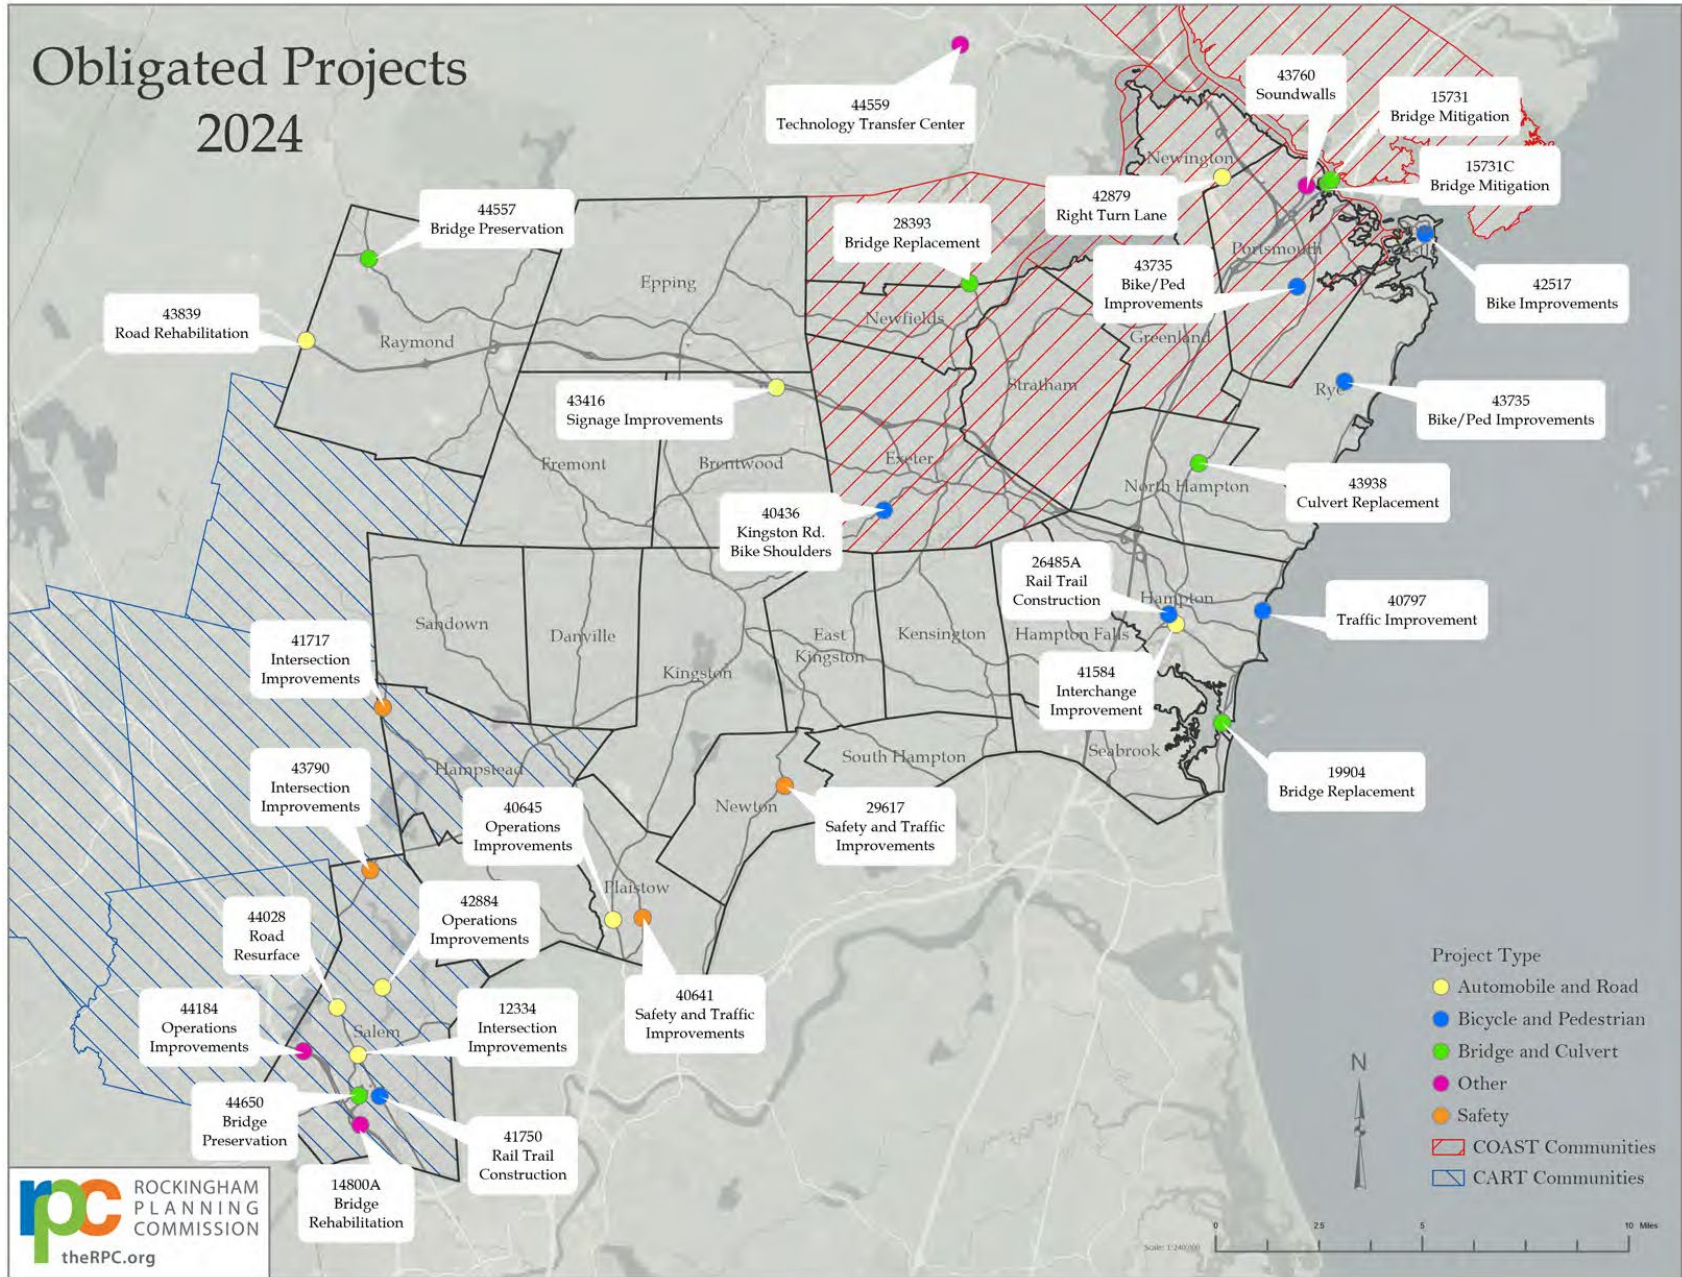 Obligated Projects
2024
44559
Technology Transfer Center
43760
Soundwalls
15731
Bridge Mitigation
15731C
Bridge Mitigation
Newington
42879
Right Turn Lane
44557
Bridge Preservation
28393
Bridge Replacement
Portsmouth
43735
Bike/Ped
Improvements
42517
Bike Improvements
Epping
43839
Road Rehabilitation
Raymond
Newfields
Greenland
Stratham
Rye
43735
Bike/Ped Improvements
43416
Signage Improvements
Fremont
Brentwood
Exeter
North Hampton
43938
Culvert Replacement
40436
Kingston Rd.
Bike Shoulders
26485A
Rail Trail
Construction
Hampton
40797
Traffic Improvement
Sandown
Danville
East
Kingston
Kensington
Hampton Falls
41717
Intersection
Improvements
Kingston
41584
Interchange
Improvement
Seabrook
South Hampton
Hampstead
43790
Intersection
Improvements
19904
Bridge Replacement
40645
Operations
Improvements
Newton
29617
Safety and Traffic
Improvements
Plaistow
42884
Operations
Improvements
44028
Road
Resurface
40641
Safety and Traffic
Improvements
44184
Operations
Improvements
Salem
12334
Intersection
Improvements
44650
Bridge
Preservation
41750
Rail Trail
Construction
14800A
Bridge
Rehabilitation
Project Type
Automobile and Road
Bicycle and Pedestrian
Bridge and Culvert
Other
Safety
COAST Communities
CART Communities
N
0 2.5 5 10 Miles
Scale: 1:240,000
rpc
ROCKINGHAM
PLANNING
COMMISSION
theRPC.org